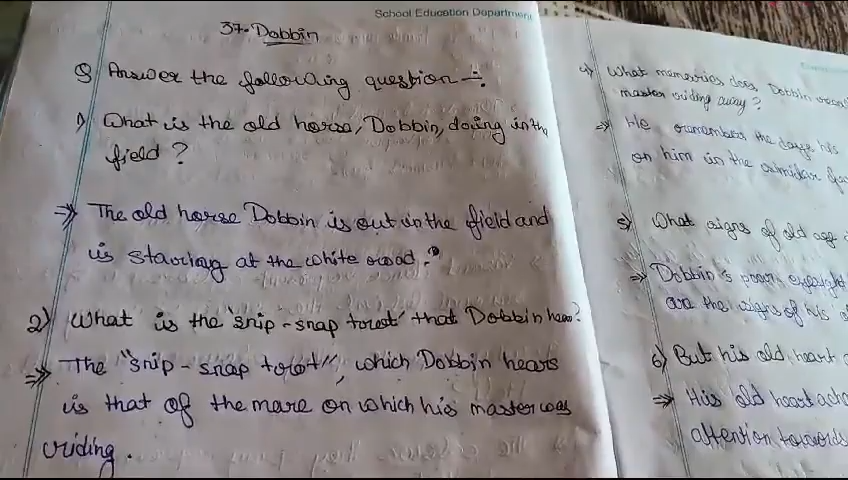 School Education Department
37. Dobbin
Q Answer the following question -:
1) What is the old horse, Dobbin, doing in the
field?
⇒ The old horse Dobbin is out in the field and
is staring at the white road.
2) What is the 'snip-snap trot' that Dobbin hears?
⇒ The "snip-snap trot", which Dobbin hears
is that of the mare on which his master was
riding.
4) What memories does Dobbin
master riding away?
⇒ He remembers the days his
on him in the
5) What signs of old age
⇒ Dobbin's poor eyesight
are the signs of his
6) But his old heart
⇒ His old heart
attention towards